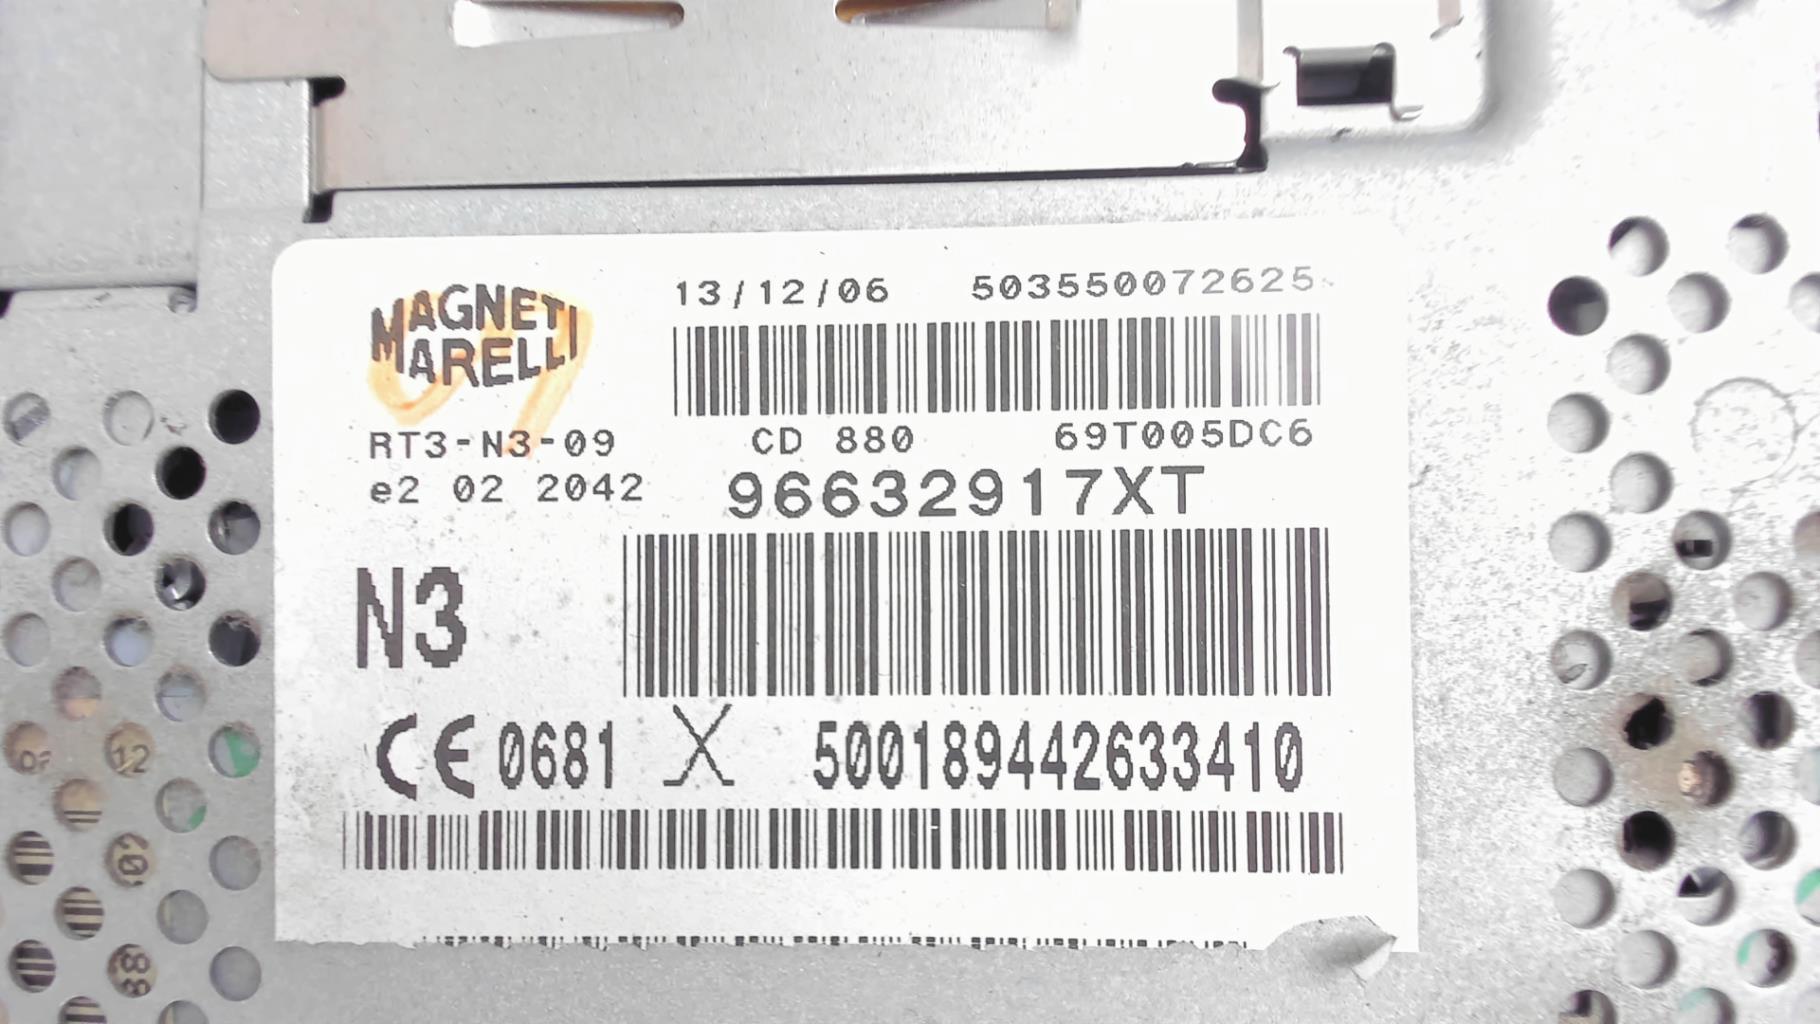 MAGNETI
MARELLI
13/12/06 503550072625
RT3-N3-09 CD 880 69T005DC6
e2 02 2042 96632917XT
N3
CE 0681 500189442633410
12